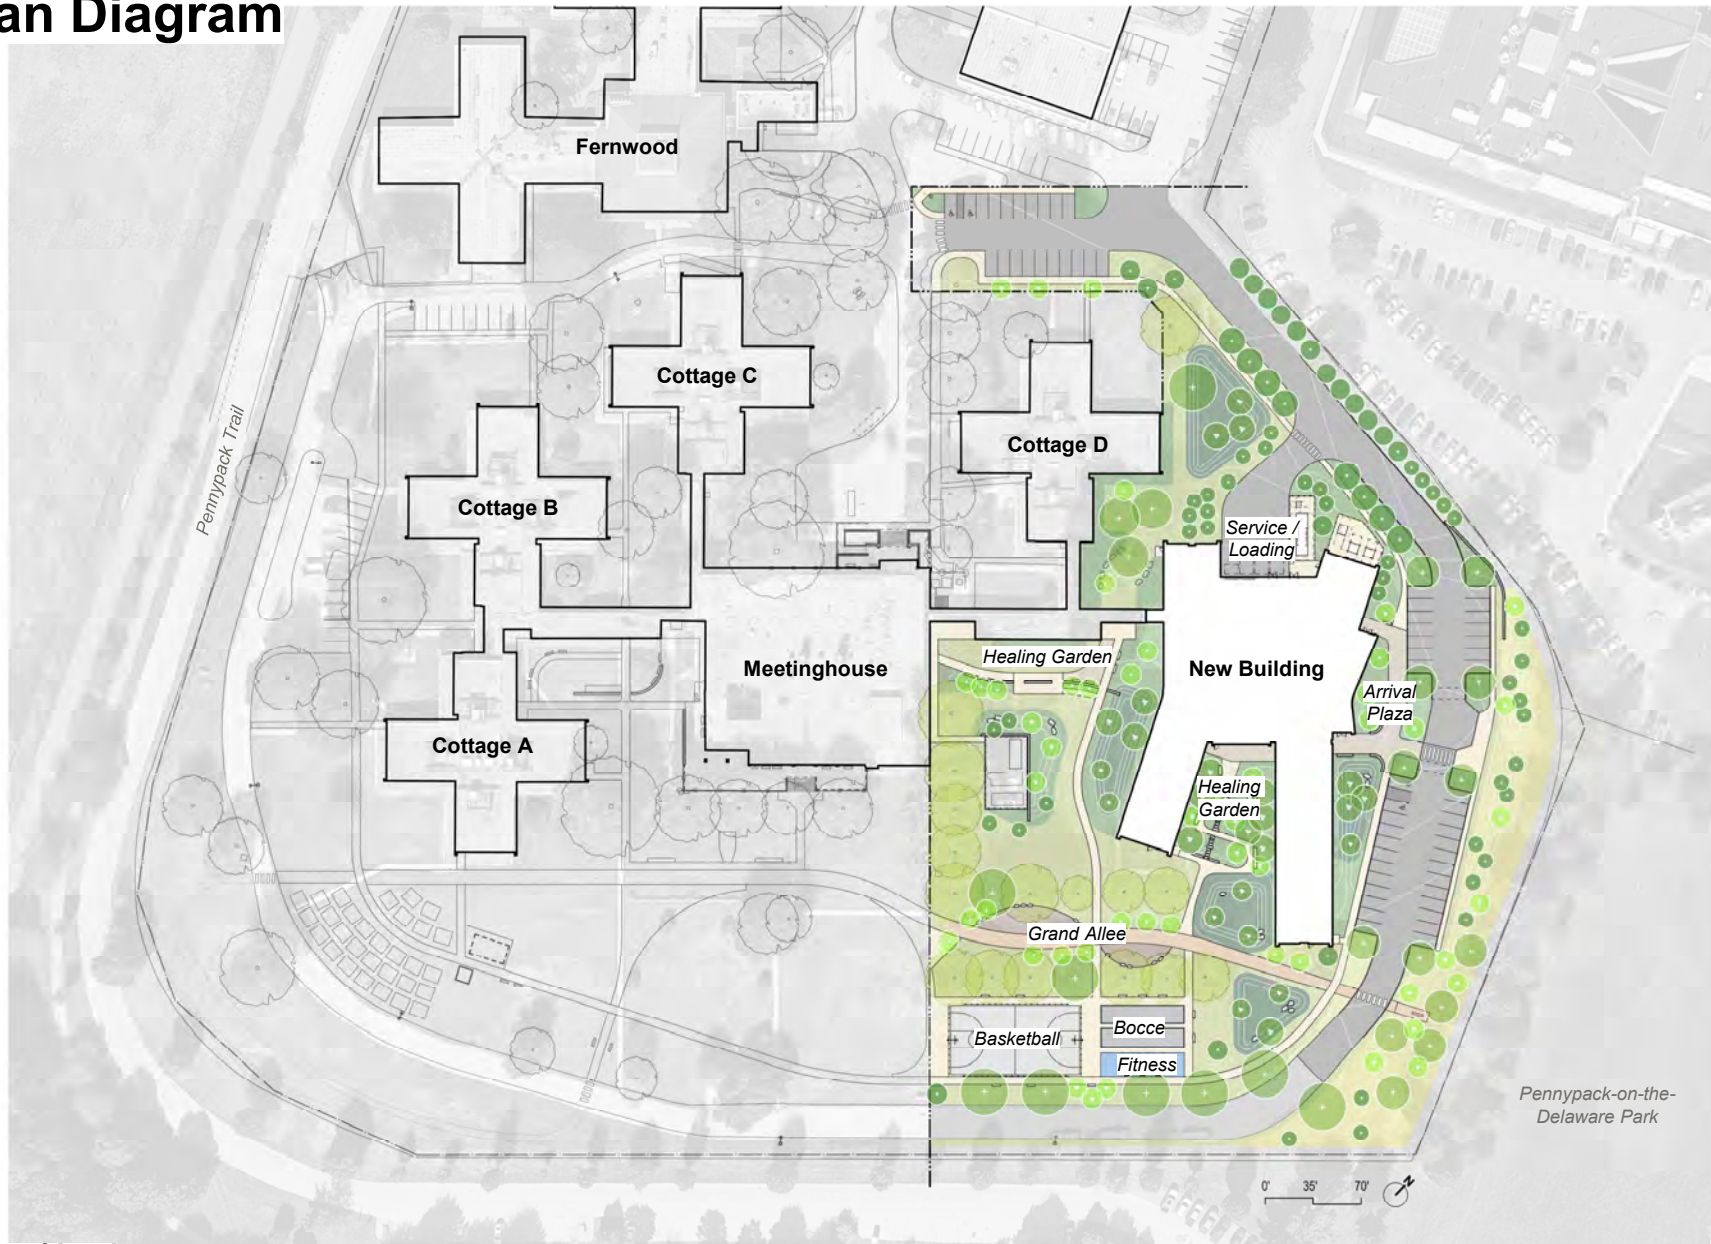 an Diagram
Fernwood
Cottage C
Cottage D
Cottage B
Pennypack Trail
Service /
Loading
Healing Garden
Meetinghouse
New Building
Arrival
Plaza
Cottage A
Healing
Garden
Grand Allee
Basketball
Bocce
Fitness
Pennypack-on-the-
Delaware Park
0' 35' 70'
N